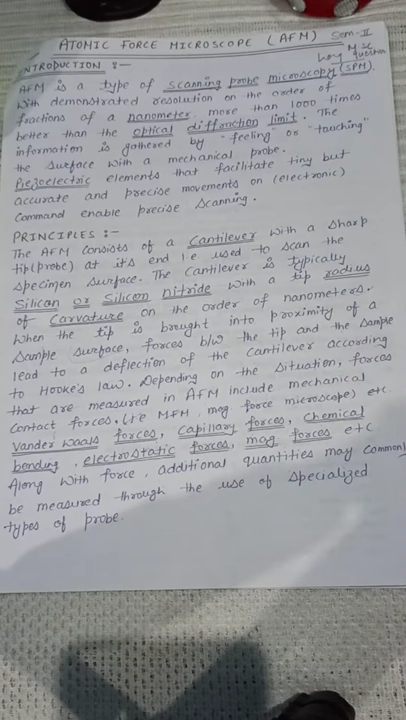 ATOMIC FORCE MICROSCOPE (AFM) Sem-II
M.Sc
long question
INTRODUCTION :-
AFM is a type of scanning probe microscopy (SPM).
With demonstrated resolution on the order of
fractions of a nanometer, more than 1000 times
better than the optical diffraction limit. The
information is gathered by "feeling" or "touching"
the surface with a mechanical probe.
Piezoelectric elements that facilitate tiny but
accurate and precise movements on (electronic)
Command enable precise scanning.
PRINCIPLES :-
The AFM consists of a Cantilever with a sharp
tip (probe) at it's end i.e used to scan the
specimen surface. The Cantilever is typically
Silican or Silicon nitride with a tip radius
of Carvature on the order of nanometers.
When the tip is brought into proximity of a
sample surface, forces b/w the tip and the sample
lead to a deflection of the cantilever according
to Hooke's law. Depending on the situation, forces
that are measured in AFM include mechanical
Contact forces, (i.e MFM, mag force microscope) etc.
Vander Waals forces, Capillary forces, Chemical
bonding, electrostatic forces, mag forces etc
Along with force, additional quantities may commonly
be measured through the use of specialized
types of probe.